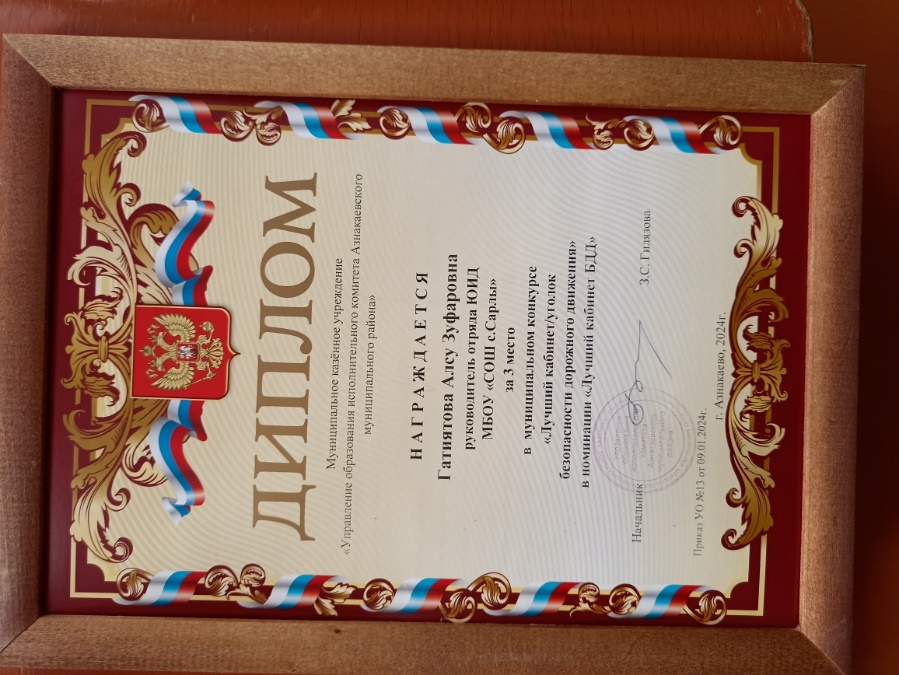 ДИПЛОМ
Муниципальное казённое учреждение
«Управление образования исполнительного комитета Азнакаевского
муниципального района»
НАГРАЖДАЕТСЯ
Гатиятова Алсу Зуфаровна
руководитель отряда ЮИД
МБОУ «СОШ с.Сарлы»
за 3 место
в муниципальном конкурсе
«Лучший кабинет/уголок
безопасности дорожного движения»
в номинации «Лучший кабинет БДД»
Начальник З.С. Гилязова
Приказ УО №13 от 09.01.2024г.
г. Азнакаево, 2024г.